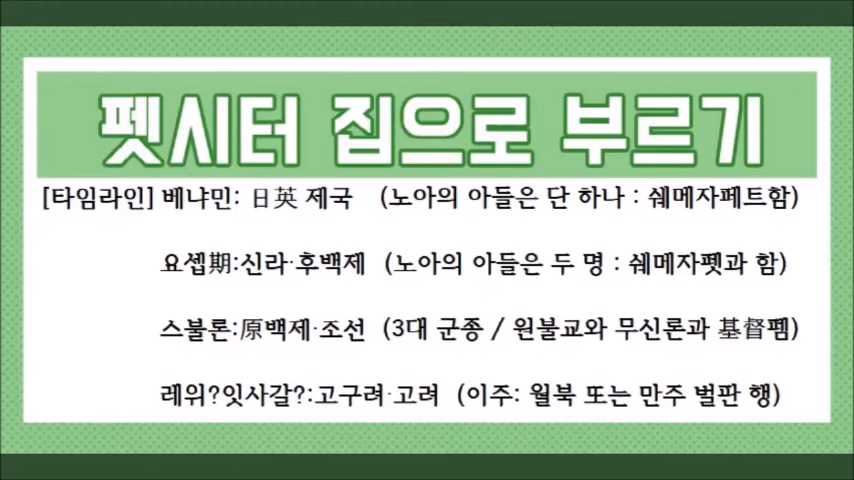 펫시터 집으로 부르기
[타임라인] 베냐민: 日英 제국 (노아의 아들은 단 하나 : 쉐메자페트함)
요셉期:신라·후백제 (노아의 아들은 두 명 : 쉐메자펫과 함)
스불론:原백제·조선 (3대 군종 / 원불교와 무신론과 基督펨)
레위?잇사갈?:고구려·고려 (이주: 월북 또는 만주 벌판 행)